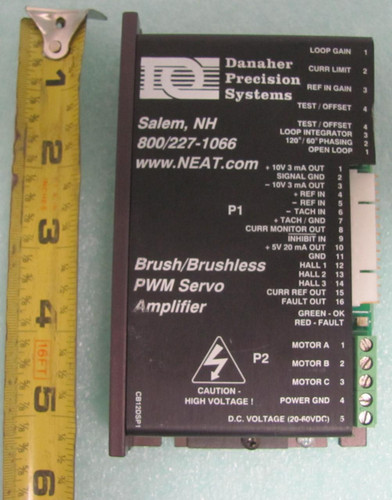 Danaher
Precision
Systems
Salem, NH
800/227-1066
www.NEAT.com
LOOP GAIN 1
CURR LIMIT 2
REF IN GAIN 3
TEST / OFFSET 4
TEST / OFFSET 4
LOOP INTEGRATOR 3
120° / 60° PHASING 2
OPEN LOOP 1
P1
+ 10V 3 mA OUT 1
SIGNAL GND 2
– 10V 3 mA OUT 3
+ REF IN 4
– REF IN 5
– TACH IN 6
+ TACH / GND 7
CURR MONITOR OUT 8
INHIBIT IN 9
+ 5V 20 mA OUT 10
GND 11
HALL 1 12
HALL 2 13
HALL 3 14
CURR REF OUT 15
FAULT OUT 16
GREEN - OK
RED - FAULT
Brush/Brushless
PWM Servo
Amplifier
P2
MOTOR A 1
MOTOR B 2
MOTOR C 3
POWER GND 4
D.C. VOLTAGE (20-80VDC) 5
CAUTION -
HIGH VOLTAGE !
CB12DSP1
1
2
3
4
16FT
5
6